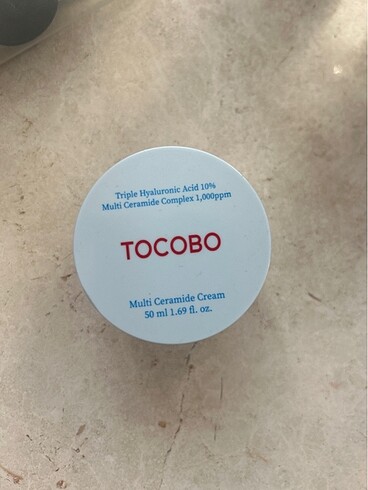 Triple Hyaluronic Acid 10%
Multi Ceramide Complex 1,000ppm
TOCOBO
Multi Ceramide Cream
50 ml 1.69 fl. oz.